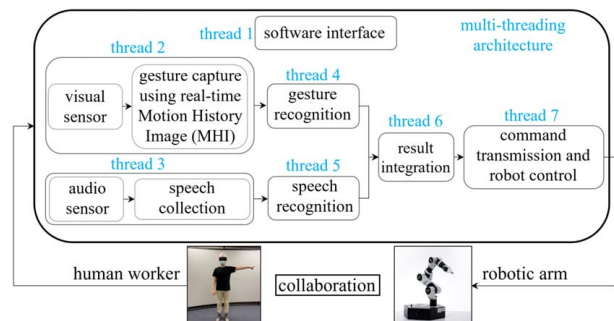 thread 1
software interface
multi-threading
architecture
thread 2
visual
sensor
gesture capture
using real-time
Motion History
Image (MHI)
thread 4
gesture
recognition
thread 3
audio
sensor
speech
collection
thread 5
speech
recognition
thread 6
result
integration
thread 7
command
transmission and
robot control
human worker
collaboration
robotic arm